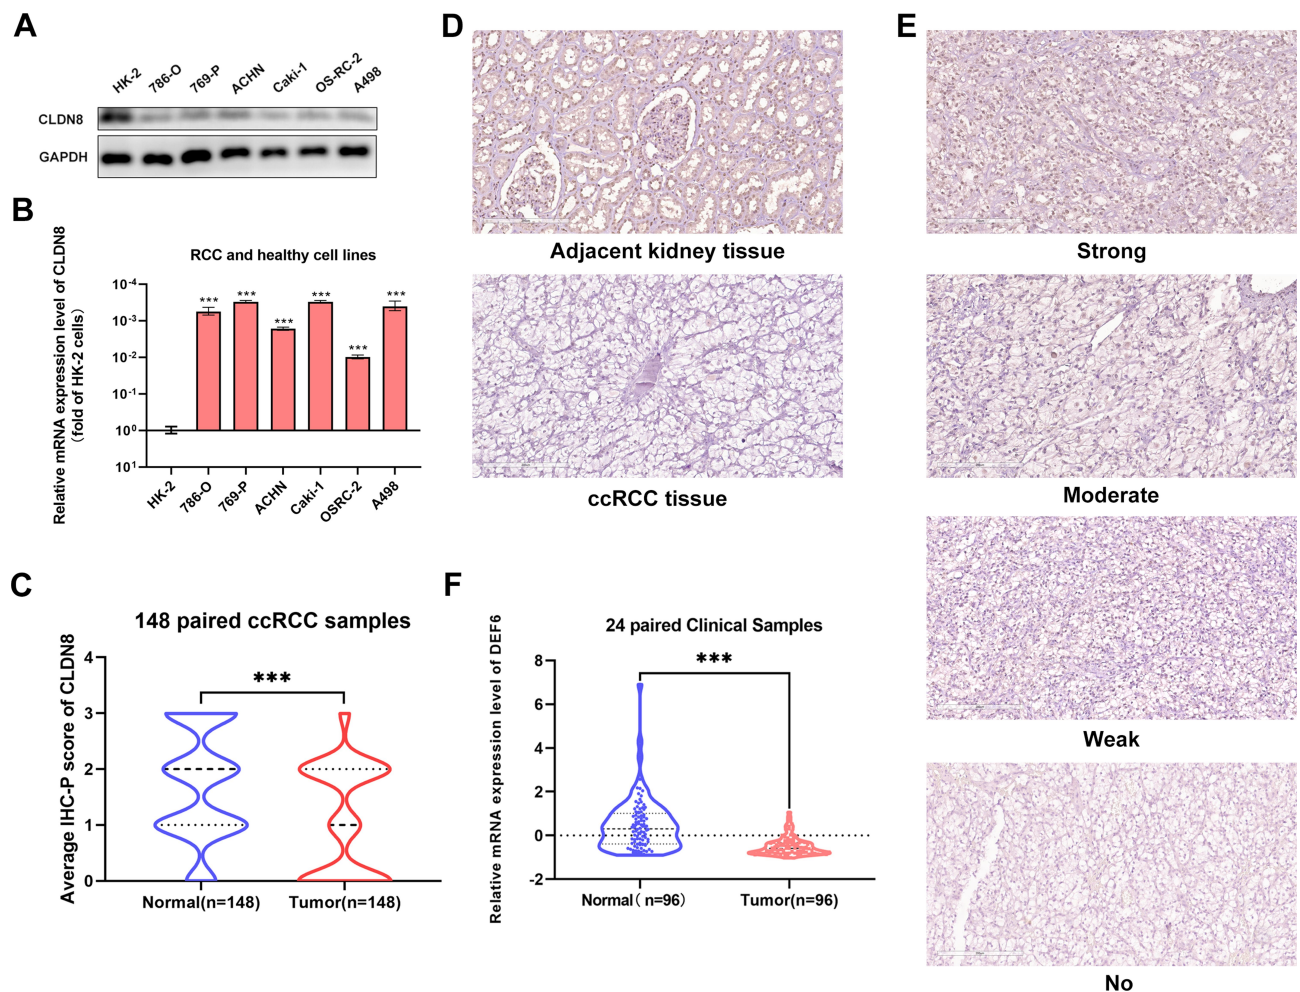 A
HK-2
786-O
769-P
ACHN
Caki-1
OS-RC-2
A498
CLDN8
GAPDH
B
RCC and healthy cell lines
Relative mRNA expression level of CLDN8
(fold of HK-2 cells)
10⁻⁴
10⁻³
10⁻²
10⁻¹
10⁰
10¹
***
***
***
***
***
***
HK-2
786-O
769-P
ACHN
Caki-1
OSRC-2
A498
C
148 paired ccRCC samples
Average IHC-P score of CLDN8
4
3
2
1
0
***
Normal(n=148)
Tumor(n=148)
D
Adjacent kidney tissue
ccRCC tissue
E
Strong
Moderate
Weak
No
F
24 paired Clinical Samples
Relative mRNA expression level of DEF6
8
6
4
2
0
-2
***
Normal( n=96)
Tumor(n=96)